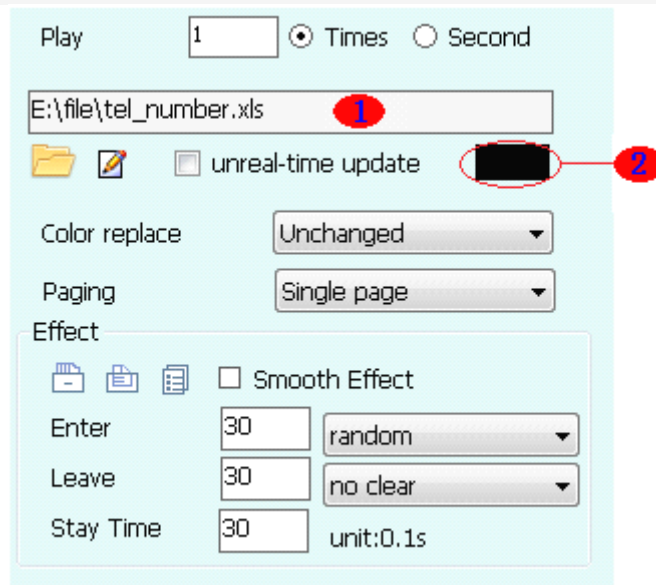 Play 1 Times Second
E:\file\tel_number.xls 1
unreal-time update 2
Color replace Unchanged
Paging Single page
Effect
Smooth Effect
Enter 30 random
Leave 30 no clear
Stay Time 30 unit:0.1s